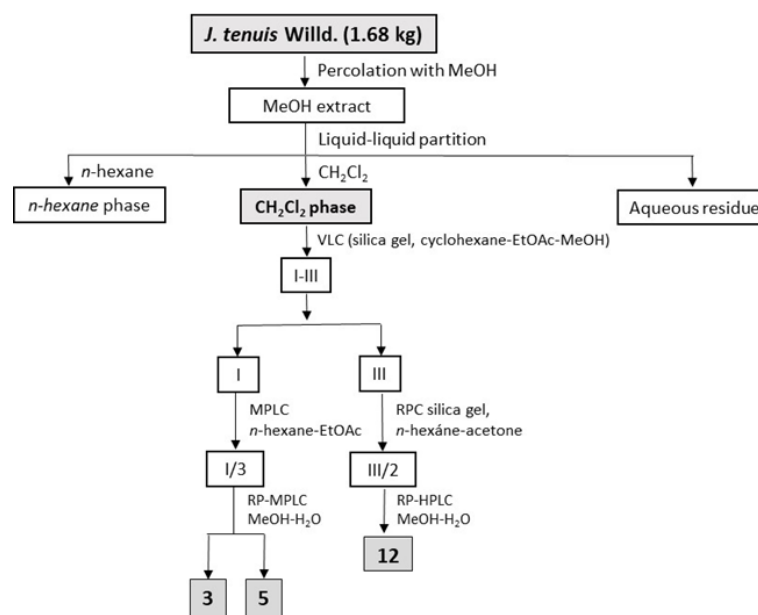 J. tenuis Willd. (1.68 kg)
Percolation with MeOH
MeOH extract
Liquid-liquid partition
n-hexane
CH₂Cl₂
n-hexane phase
CH₂Cl₂ phase
Aqueous residue
VLC (silica gel, cyclohexane-EtOAc-MeOH)
I-III
I
III
MPLC
n-hexane-EtOAc
RPC silica gel,
n-hexáne-acetone
I/3
III/2
RP-MPLC
MeOH-H₂O
RP-HPLC
MeOH-H₂O
12
3
5